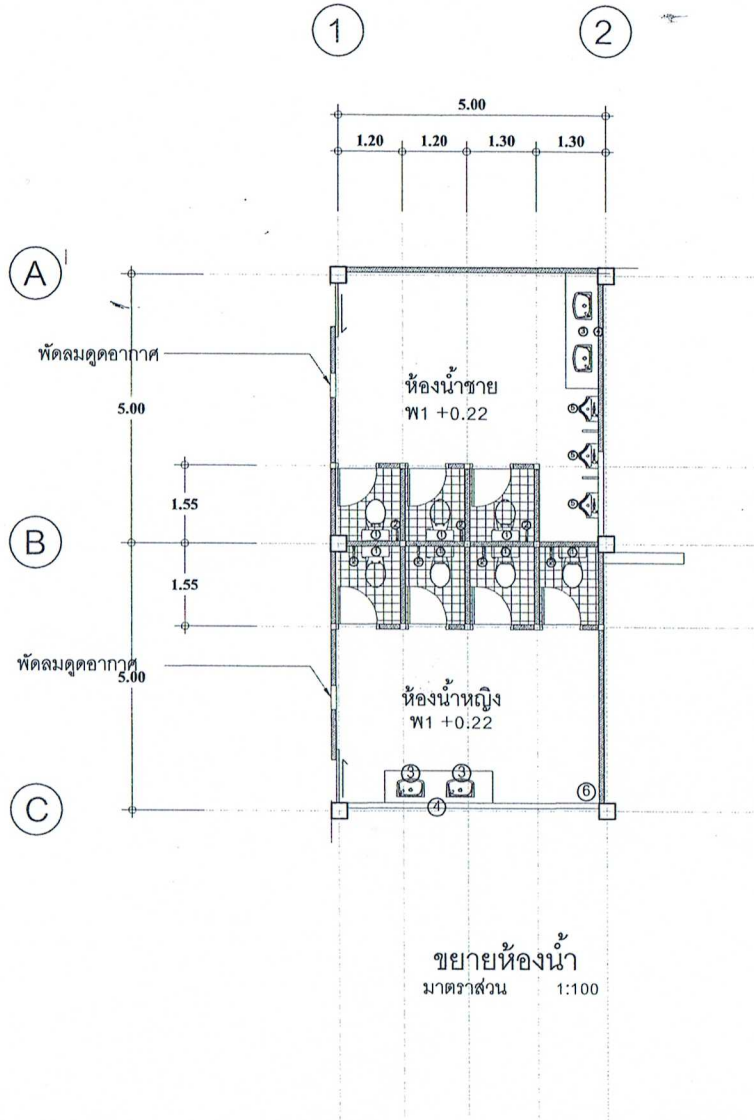 1 2
5.00
1.20 1.20 1.30 1.30
A
พัดลมดูดอากาศ
ห้องน้ำชาย
พ1 +0.22
5.00
1.55
B
1.55
พัดลมดูดอากาศ
5.00
ห้องน้ำหญิง
พ1 +0.22
3 3
6
4
C
ขยายห้องน้ำ
มาตราส่วน 1:100